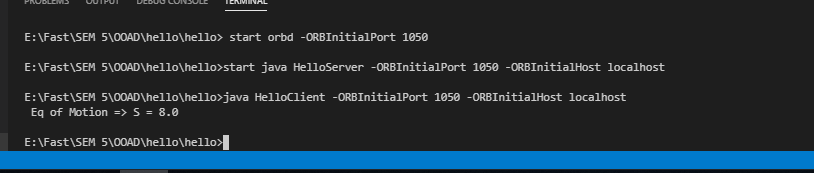 PROBLEMS OUTPUT DEBUG CONSOLE TERMINAL
E:\Fast\SEM 5\OOAD\hello\hello> start orbd -ORBInitialPort 1050
E:\Fast\SEM 5\OOAD\hello\hello>start java HelloServer -ORBInitialPort 1050 -ORBInitialHost localhost
E:\Fast\SEM 5\OOAD\hello\hello>java HelloClient -ORBInitialPort 1050 -ORBInitialHost localhost
Eq of Motion => S = 8.0
E:\Fast\SEM 5\OOAD\hello\hello>